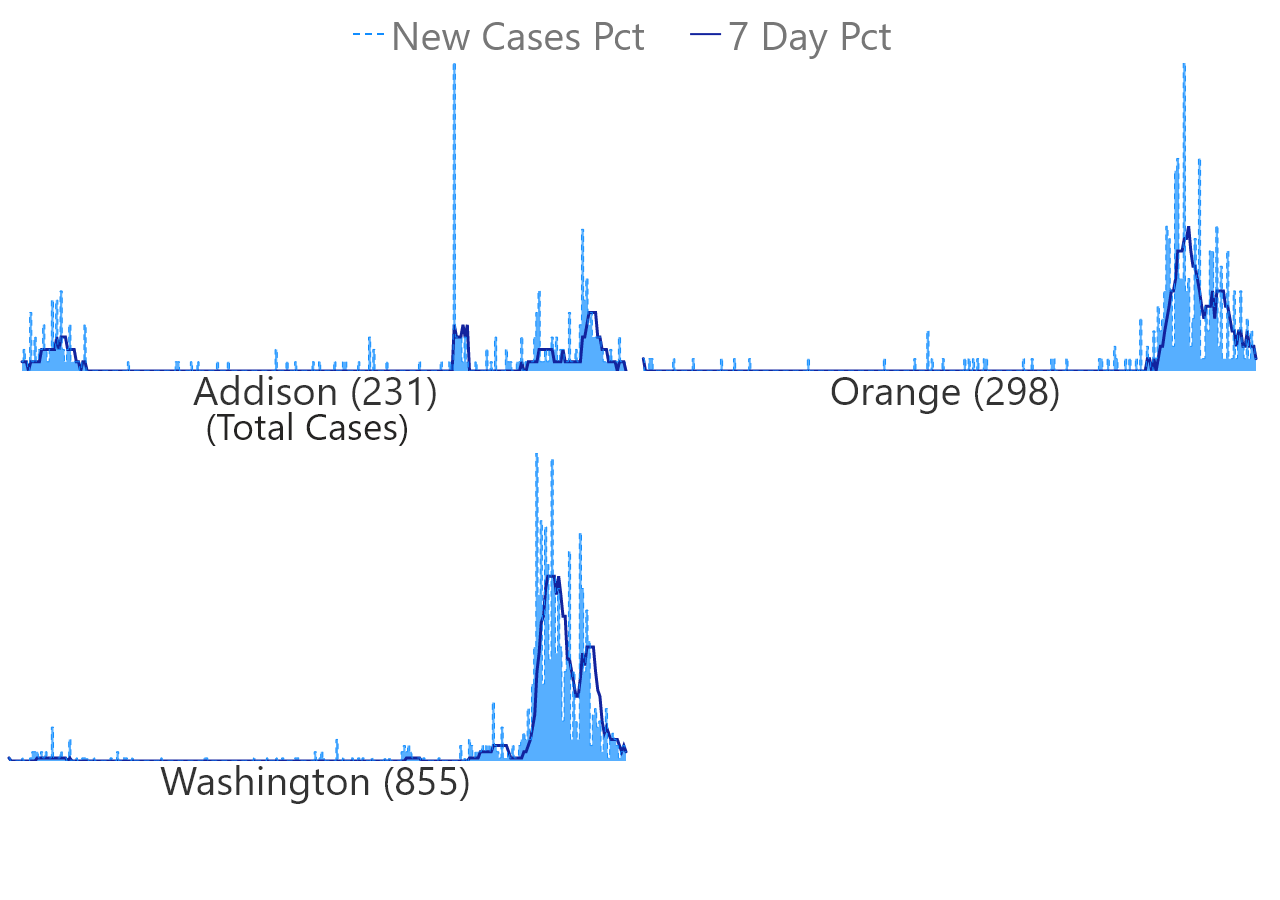 New Cases Pct 7 Day Pct
Addison (231)
(Total Cases)
Orange (298)
Washington (855)